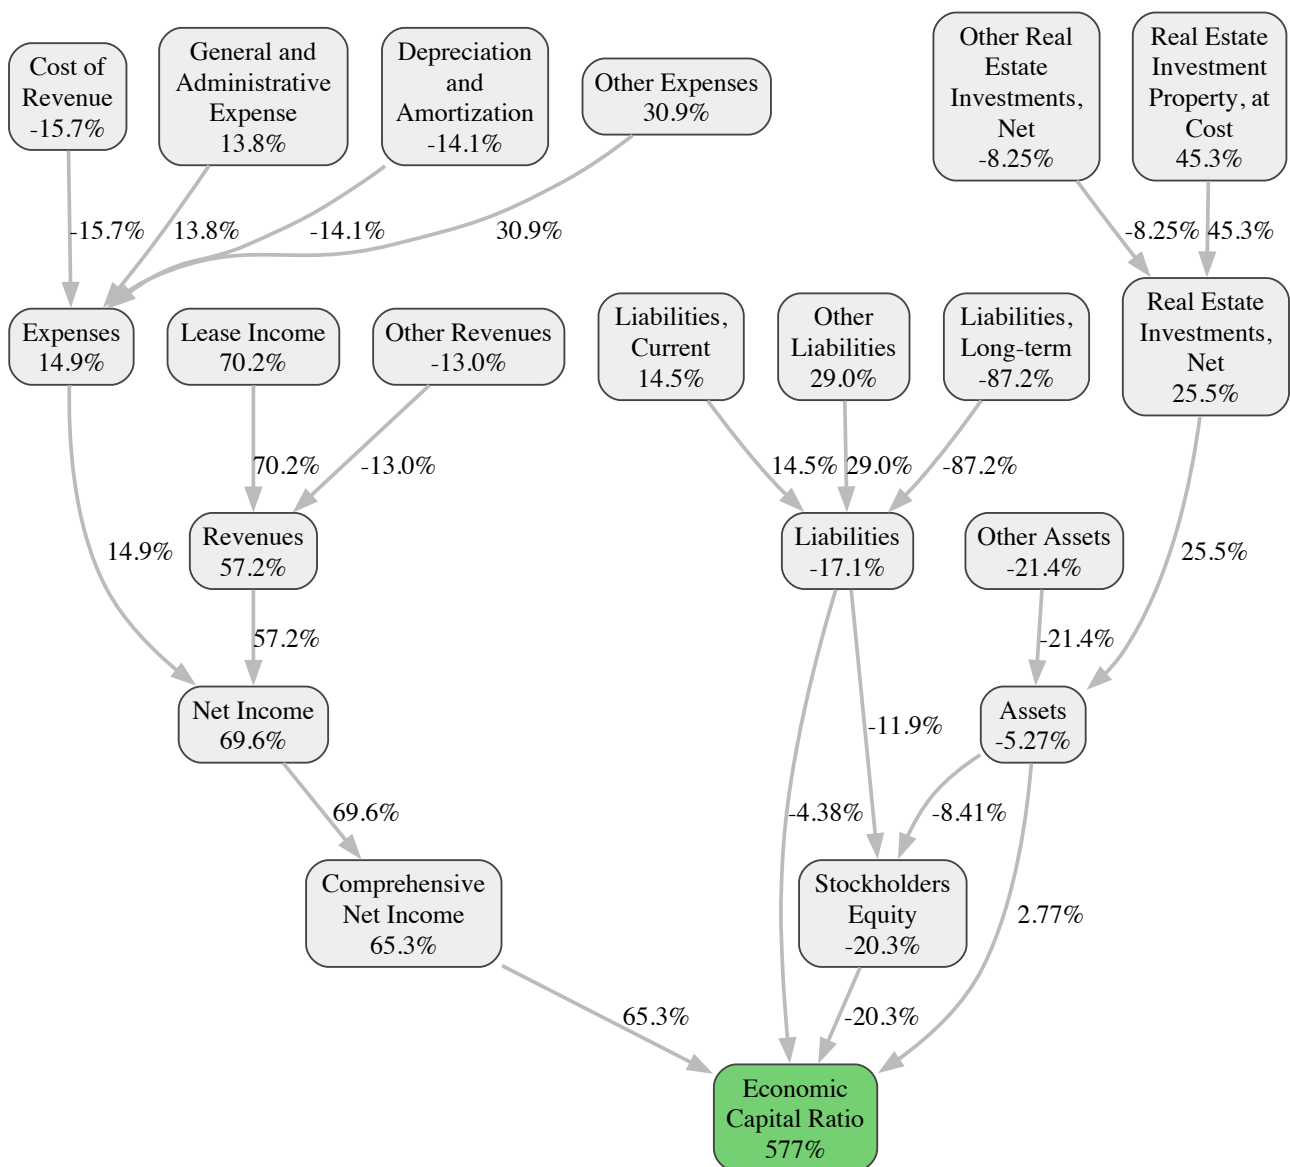 Cost of
Revenue
-15.7%
General and
Administrative
Expense
13.8%
Depreciation
and
Amortization
-14.1%
Other Expenses
30.9%
Other Real
Estate
Investments,
Net
-8.25%
Real Estate
Investment
Property, at
Cost
45.3%
-15.7%
13.8%
-14.1%
30.9%
-8.25%
45.3%
Expenses
14.9%
Lease Income
70.2%
Other Revenues
-13.0%
Liabilities,
Current
14.5%
Other
Liabilities
29.0%
Liabilities,
Long-term
-87.2%
Real Estate
Investments,
Net
25.5%
70.2%
-13.0%
14.5%
29.0%
-87.2%
14.9%
Revenues
57.2%
Liabilities
-17.1%
Other Assets
-21.4%
25.5%
57.2%
-21.4%
Net Income
69.6%
-11.9%
Assets
-5.27%
69.6%
-4.38%
-8.41%
Comprehensive
Net Income
65.3%
Stockholders
Equity
-20.3%
2.77%
65.3%
-20.3%
Economic
Capital Ratio
577%